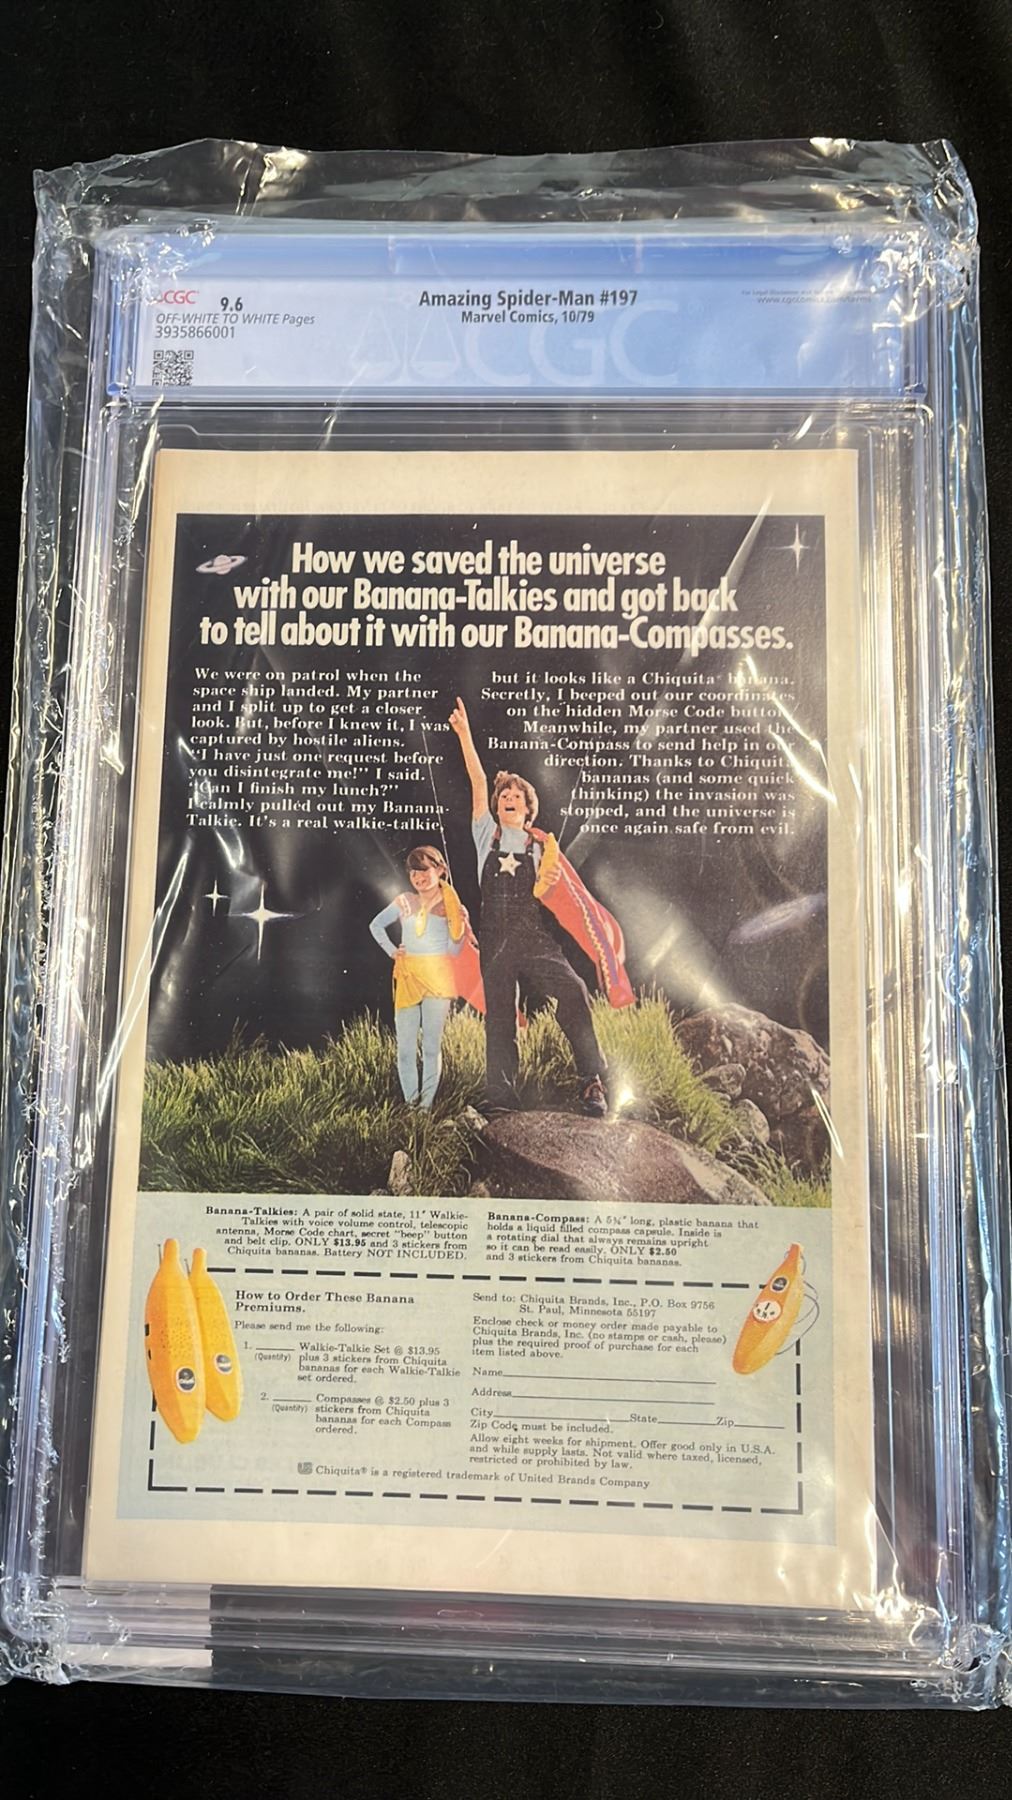 CGC 9.6
OFF-WHITE TO WHITE Pages
3935866001
Amazing Spider-Man #197
Marvel Comics, 10/79
www.cgccomics.com/terms
CGC
How we saved the universe
with our Banana-Talkies and got back
to tell about it with our Banana-Compasses.
We were on patrol when the
space ship landed. My partner
and I split up to get a closer
look. But, before I knew it, I was
captured by hostile aliens.
"I have just one request before
you disintegrate me!" I said.
"Can I finish my lunch?"
I calmly pulled out my Banana-
Talkie. It's a real walkie-talkie,
but it looks like a Chiquita® banana.
Secretly, I beeped out our coordinates
on the hidden Morse Code button.
Meanwhile, my partner used the
Banana-Compass to send help in our
direction. Thanks to Chiquita
bananas (and some quick
thinking) the invasion was
stopped, and the universe is
once again safe from evil.
Banana-Talkies: A pair of solid state, 11" Walkie-
Talkies with voice volume control, telescopic
antenna, Morse Code chart, secret "beep" button
and belt clip. ONLY $13.95 and 3 stickers from
Chiquita bananas. Battery NOT INCLUDED.
Banana-Compass: A 5¾" long, plastic banana that
holds a liquid filled compass capsule. Inside is
a rotating dial that always remains upright
so it can be read easily. ONLY $2.50
and 3 stickers from Chiquita bananas.
How to Order These Banana
Premiums.
Please send me the following:
1. ____ Walkie-Talkie Set @ $13.95
(Quantity) plus 3 stickers from Chiquita
bananas for each Walkie-Talkie
set ordered.
2. ____ Compasses @ $2.50 plus 3
(Quantity) stickers from Chiquita
bananas for each Compass
ordered.
Send to: Chiquita Brands, Inc., P.O. Box 9756
St. Paul, Minnesota 55197
Enclose check or money order made payable to
Chiquita Brands, Inc. (no stamps or cash, please)
plus the required proof of purchase for each
item listed above.
Name
Address
City State Zip
Zip Code must be included.
Allow eight weeks for shipment. Offer good only in U.S.A.
and while supply lasts. Not valid where taxed, licensed,
restricted or prohibited by law.
Chiquita® is a registered trademark of United Brands Company